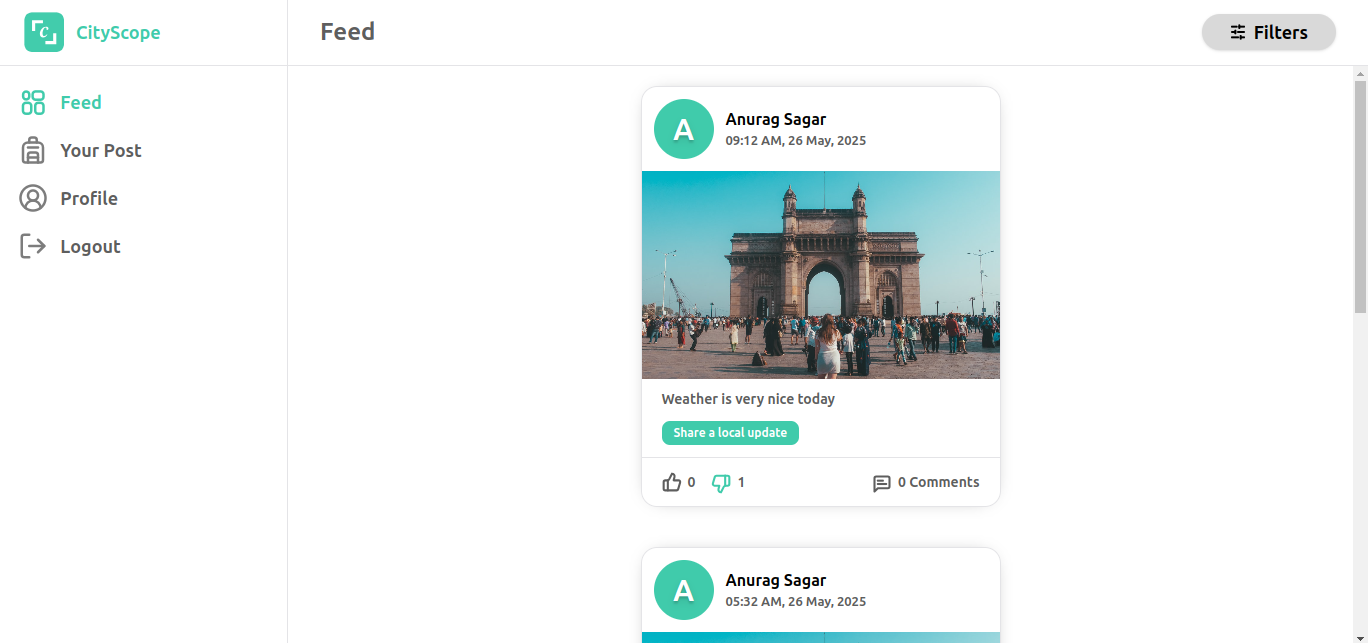 CityScope
Feed
Filters
Feed
Your Post
Profile
Logout
A
Anurag Sagar
09:12 AM, 26 May, 2025
Weather is very nice today
Share a local update
0
1
0 Comments
A
Anurag Sagar
05:32 AM, 26 May, 2025